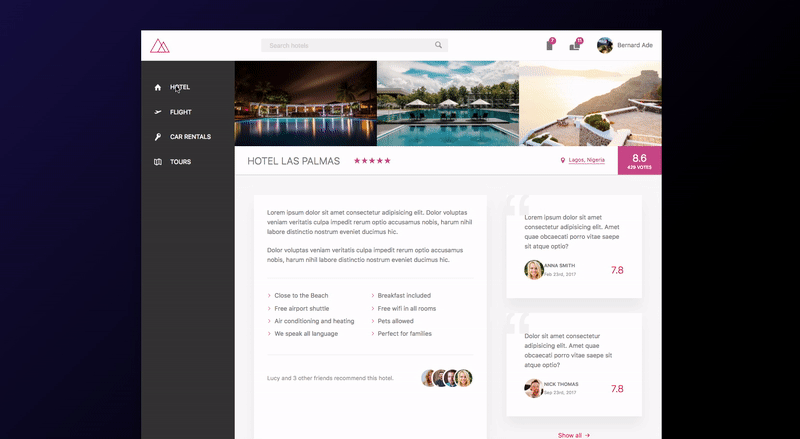 Search hotels
7
11
Bernard Ade
HOTEL
FLIGHT
CAR RENTALS
TOURS
HOTEL LAS PALMAS
★★★★★
Lagos, Nigeria
8.6
429 VOTES
Lorem ipsum dolor sit amet consectetur adipisicing elit. Dolor voluptas
veniam veritatis cumque totam rerum optio accusamus nobis, harum nihil
labore distinctio eveniet ducimus hic.
Dolor voluptas veniam veritatis cumque totam rerum optio accusamus
nobis, harum nihil labore distinctio eveniet ducimus hic.
Close to the Beach
Free airport shuttle
Air conditioning and heating
We speak all language
Breakfast included
Free wifi in all rooms
Pets allowed
Perfect for families
Lucy and 3 other friends recommend this hotel.
Lorem ipsum dolor sit amet
consectetur adipisicing elit. Amet
quae obcaecati porro vitae saepe
sit atque optio?
ANNA SMITH
Feb 23rd, 2017
7.8
Dolor sit amet consectetur
adipisicing elit. Amet quae
obcaecati porro vitae saepe sit
atque optio?
NICK THOMAS
Sep 23rd, 2017
7.8
Show all →